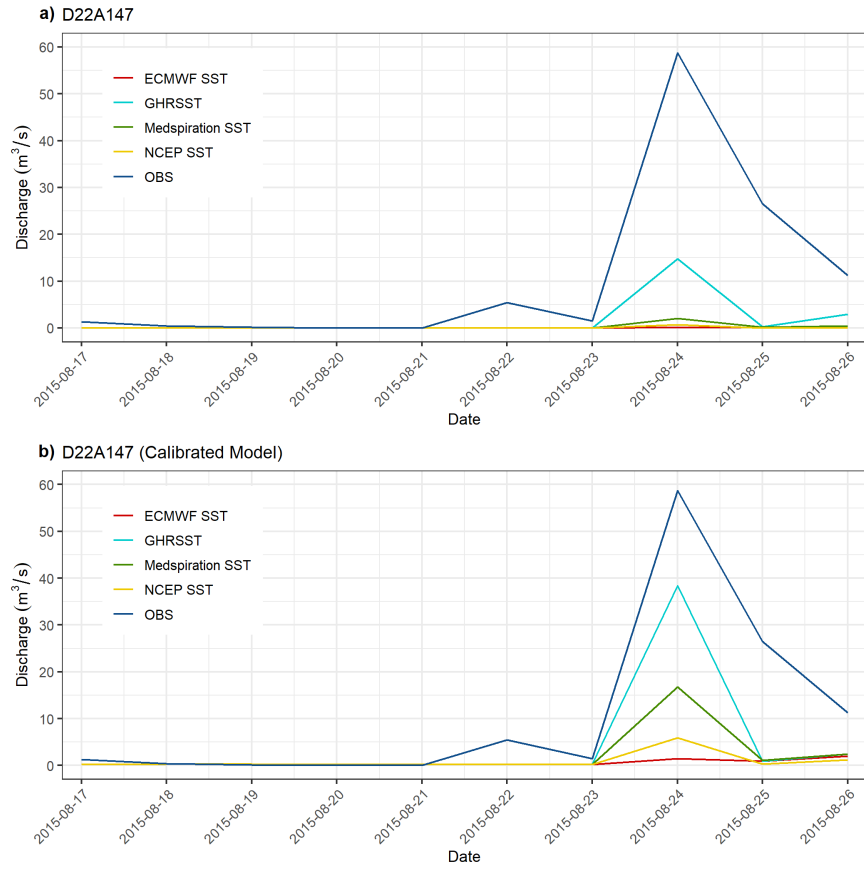 a) D22A147
60
50
40
30
20
10
0
Discharge (m³/s)
ECMWF SST
GHRSST
Medspiration SST
NCEP SST
OBS
2015-08-17
2015-08-18
2015-08-19
2015-08-20
2015-08-21
2015-08-22
2015-08-23
2015-08-24
2015-08-25
2015-08-26
Date
b) D22A147 (Calibrated Model)
60
50
40
30
20
10
0
Discharge (m³/s)
ECMWF SST
GHRSST
Medspiration SST
NCEP SST
OBS
2015-08-17
2015-08-18
2015-08-19
2015-08-20
2015-08-21
2015-08-22
2015-08-23
2015-08-24
2015-08-25
2015-08-26
Date